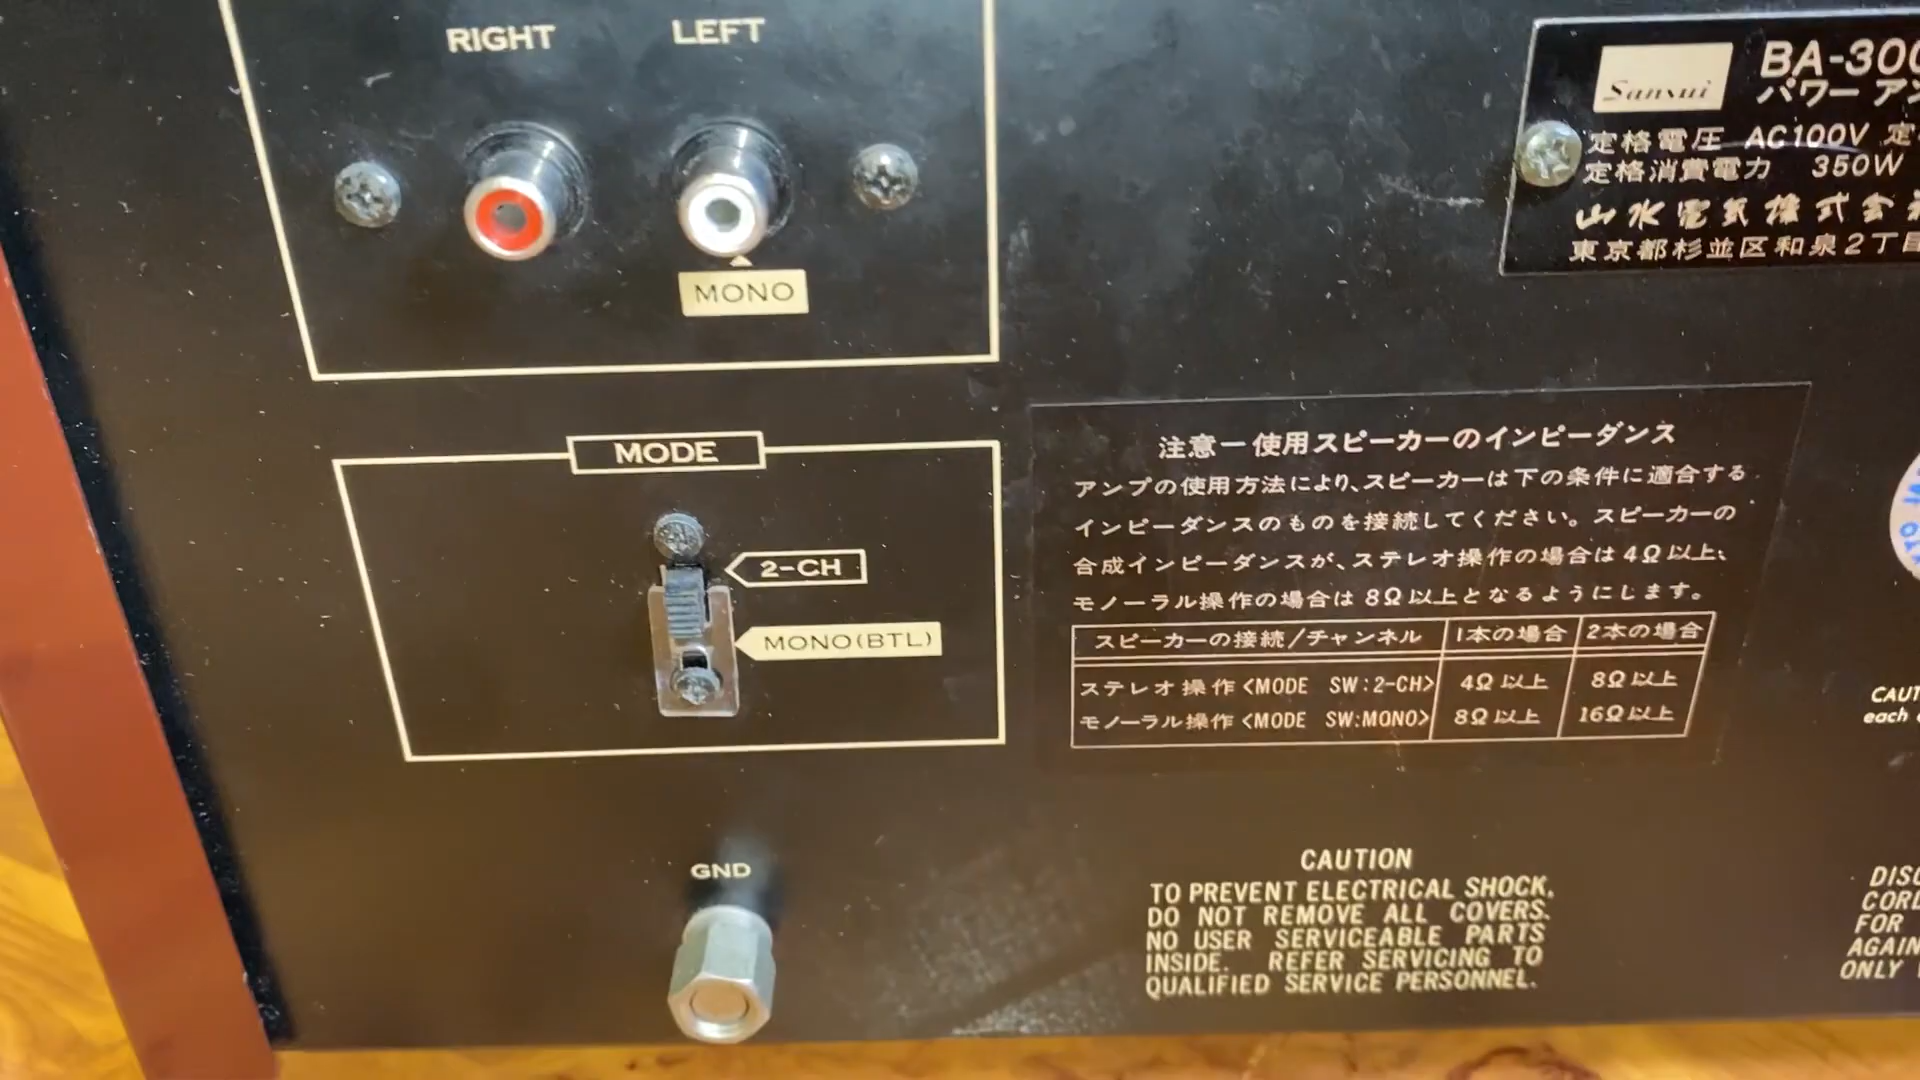 RIGHT LEFT
MONO
Sansui
BA-300
パワー アン
定格電圧 AC100V 定
定格消費電力 350W
山水電気株式会社
東京都杉並区和泉2丁目
MODE
2-CH
MONO(BTL)
GND
注意ー使用スピーカーのインピーダンス
アンプの使用方法により、スピーカーは下の条件に適合する
インピーダンスのものを接続してください。スピーカーの
合成インピーダンスが、ステレオ操作の場合は4Ω以上、
モノーラル操作の場合は8Ω以上となるようにします。
スピーカーの接続/チャンネル 1本の場合 2本の場合
ステレオ操作<MODE SW:2-CH> 4Ω以上 8Ω以上
モノーラル操作<MODE SW:MONO> 8Ω以上 16Ω以上
CAUTION
TO PREVENT ELECTRICAL SHOCK.
DO NOT REMOVE ALL COVERS.
NO USER SERVICEABLE PARTS
INSIDE. REFER SERVICING TO
QUALIFIED SERVICE PERSONNEL.
CAUT
each
DISC
CORD
FOR
AGAIN
ONLY